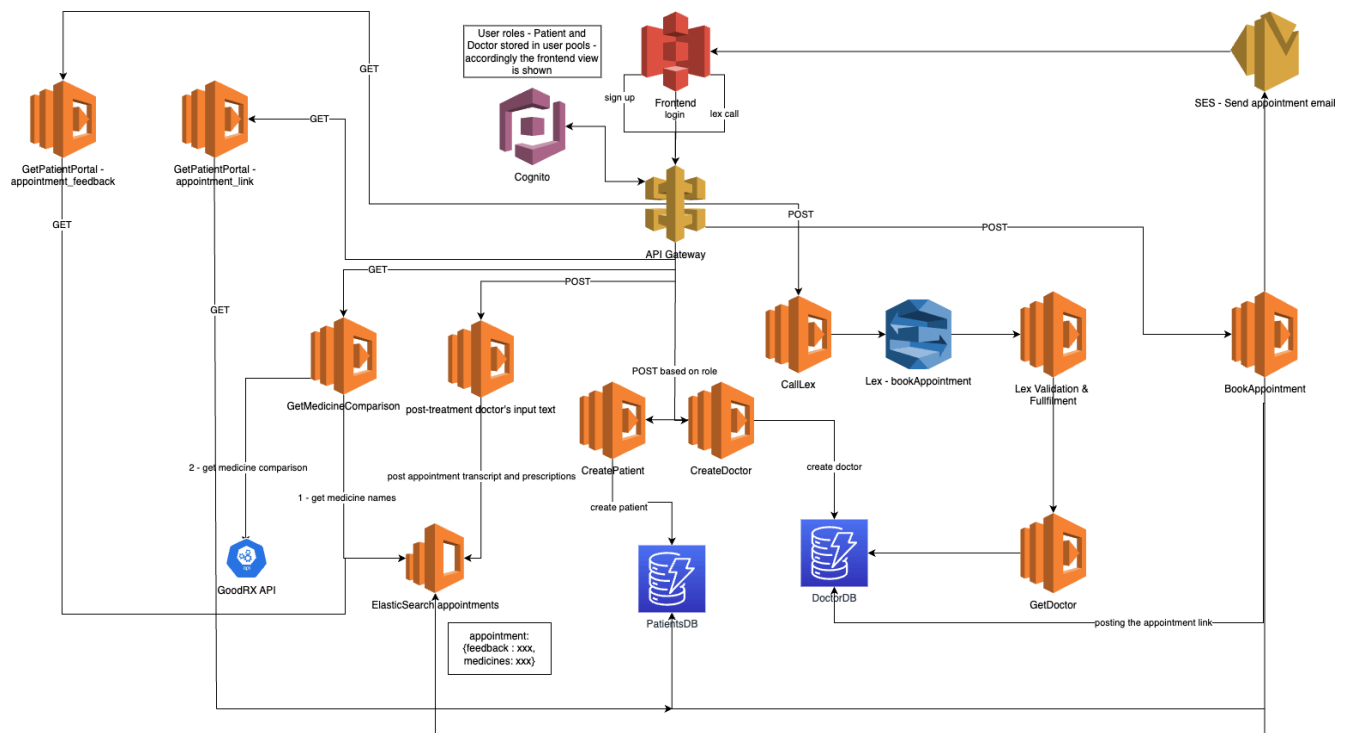 User roles - Patient and
Doctor stored in user pools -
accordingly the frontend view
is shown
GET
sign up
Frontend
login
lex call
SES - Send appointment email
GET
GetPatientPortal -
appointment_feedback
GetPatientPortal -
appointment_link
Cognito
GET
POST
POST
API Gateway
GET
POST
GET
POST based on role
CallLex
Lex - bookAppointment
Lex Validation &
Fullfilment
BookAppointment
GetMedicineComparison
post-treatment doctor's input text
2 - get medicine comparison
CreatePatient
CreateDoctor
create doctor
post appointment transcript and prescriptions
1 - get medicine names
create patient
api
GoodRX API
ElasticSearch appointments
PatientsDB
DoctorDB
GetDoctor
posting the appointment link
appointment:
{feedback : xxx,
medicines: xxx}